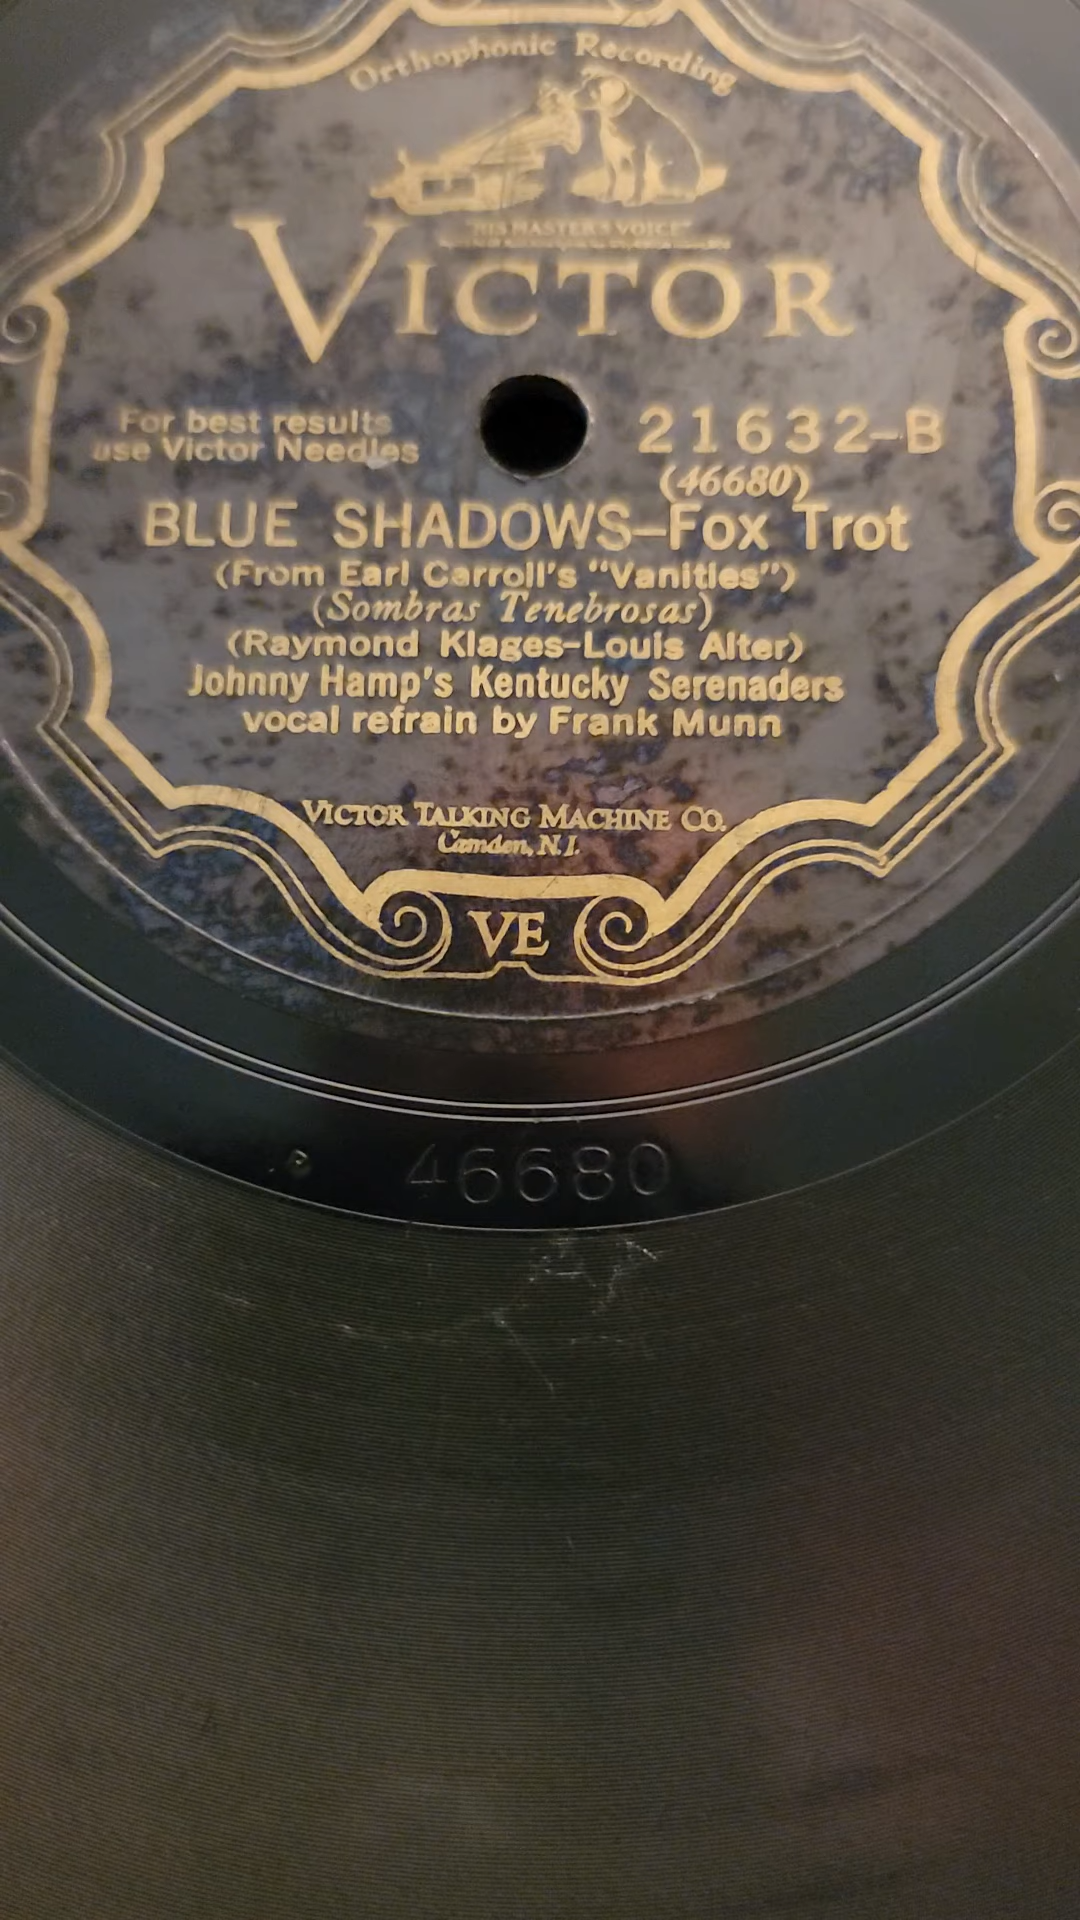 Orthophonic Recording
"HIS MASTER'S VOICE"
VICTOR
For best results
use Victor Needles
21632-B
(46680)
BLUE SHADOWS-Fox Trot
(From Earl Carroll's "Vanities")
(Sombras Tenebrosas)
(Raymond Klages-Louis Alter)
Johnny Hamp's Kentucky Serenaders
vocal refrain by Frank Munn
VICTOR TALKING MACHINE CO.
Camden, N.J.
VE
46680